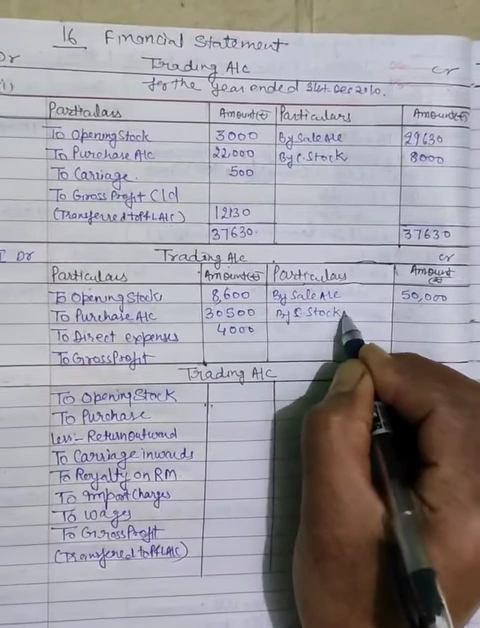 16 Financial Statement
Dr Trading A/c Cr
for the year ended 31st. Dec 2010.
Particulars Amount(₹) Particulars Amount(₹)
To Opening Stock 3000 By Sale A/c 29630
To Purchase A/c 22,000 By C. Stock 8000
To Cariage. 500
To Gross Profit C/d
(Transferred to P&L A/C) 12130
37630. 37630
I Dr Trading A/c Cr
Particulars Amount(₹) Particulars Amount (₹)
To Opening Stock 8,600 By Sale A/c 50,000
To Purchase A/c 30500 By C Stock
To Direct expenses 4000
To Gross Profit
Trading A/c
To Opening Stock
To Purchase
less - Return outward
To Carriage inwards
To Royalty on RM
To Import Charges
To wages
To Gross Profit
(Transferred to P&L A/C)